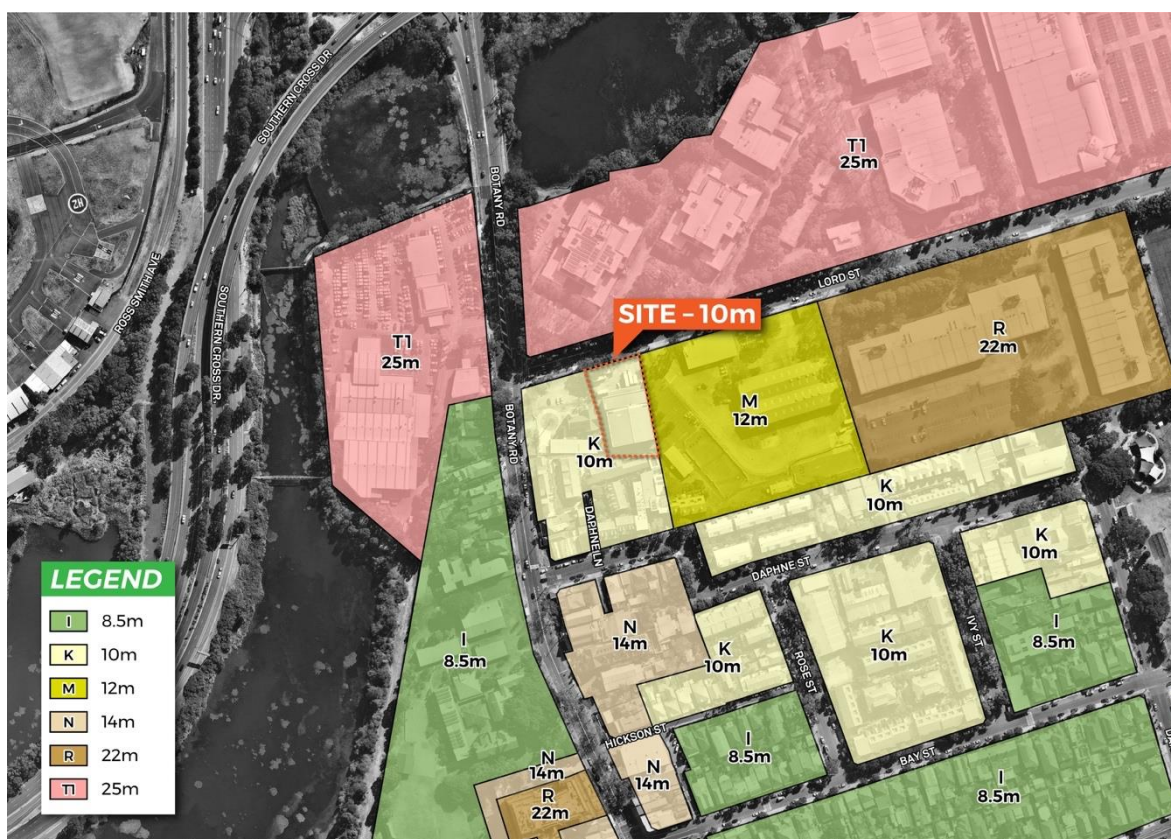 SOUTHERN CROSS DR.
BOTANY RD
T1
25m
ROSS SMITH AVE
LORD ST
SOUTHERN CROSS DR.
SITE – 10m
R
22m
T1
25m
M
12m
BOTANY RD
K
10m
K
10m
DAPHNE LN
K
10m
DAPHNE ST
LEGEND
I 8.5m
K 10m
M 12m
N 14m
R 22m
T1 25m
I
8.5m
N
14m
K
10m
ROSE ST
K
10m
IVY ST
I
8.5m
HICKSON ST
BAY ST
I
8.5m
N
14m
N
14m
R
22m
I
8.5m